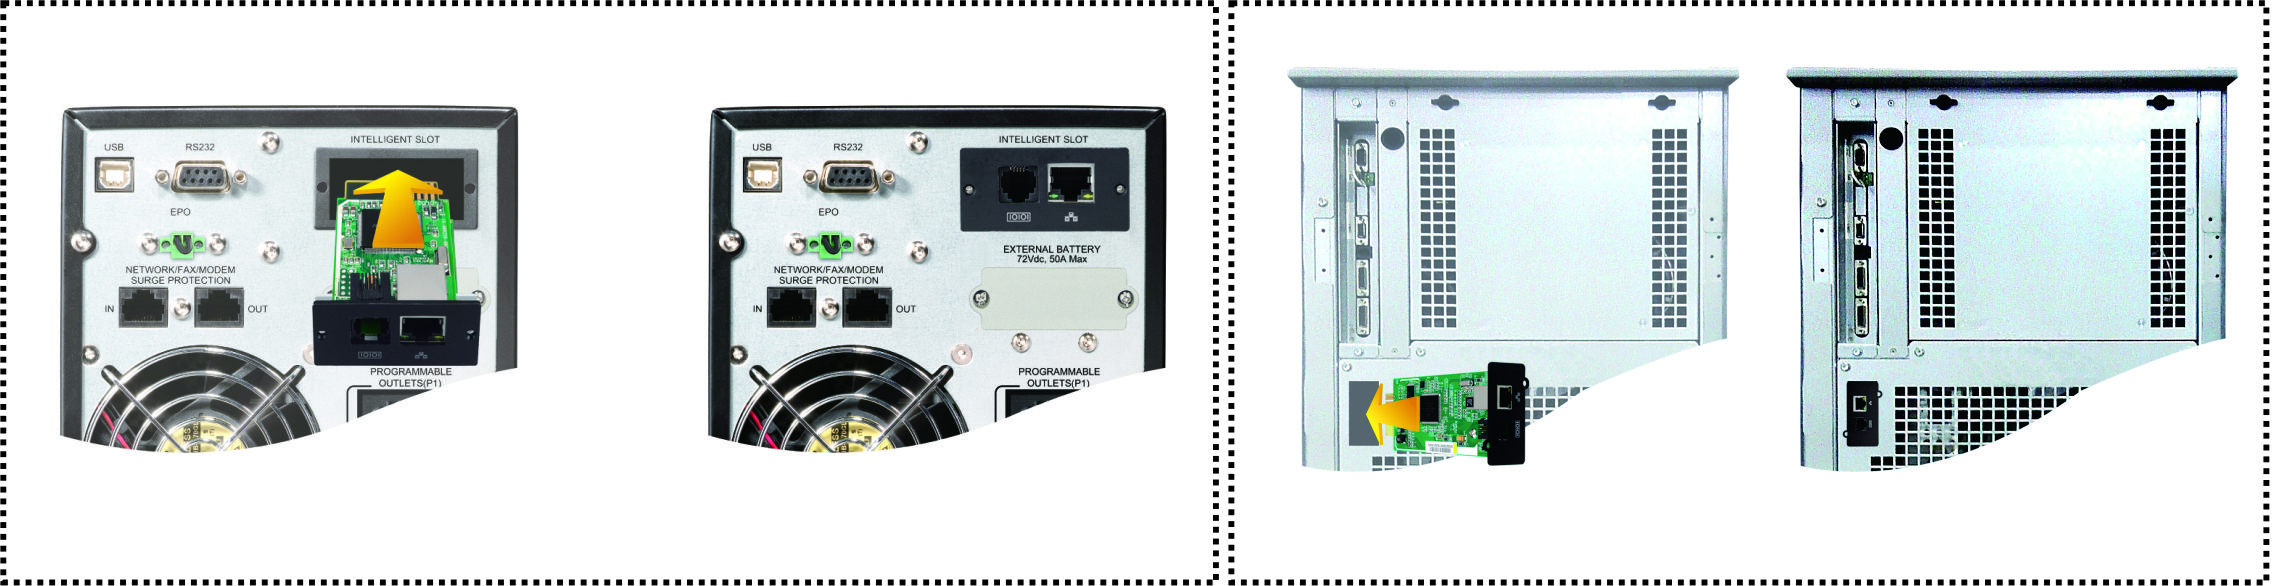 INTELLIGENT SLOT
USB
RS232
EPO
NETWORK/FAX/MODEM
SURGE PROTECTION
IN
OUT
PROGRAMMABLE
OUTLETS(P1)
INTELLIGENT SLOT
USB
RS232
EPO
EXTERNAL BATTERY
72Vdc, 50A Max
NETWORK/FAX/MODEM
SURGE PROTECTION
IN
OUT
PROGRAMMABLE
OUTLETS(P1)